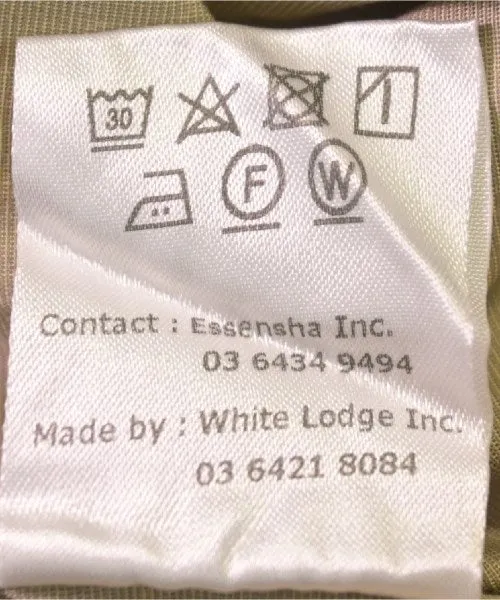 30
F W
Contact : Essensha Inc.
03 6434 9494
Made by : White Lodge Inc.
03 6421 8084